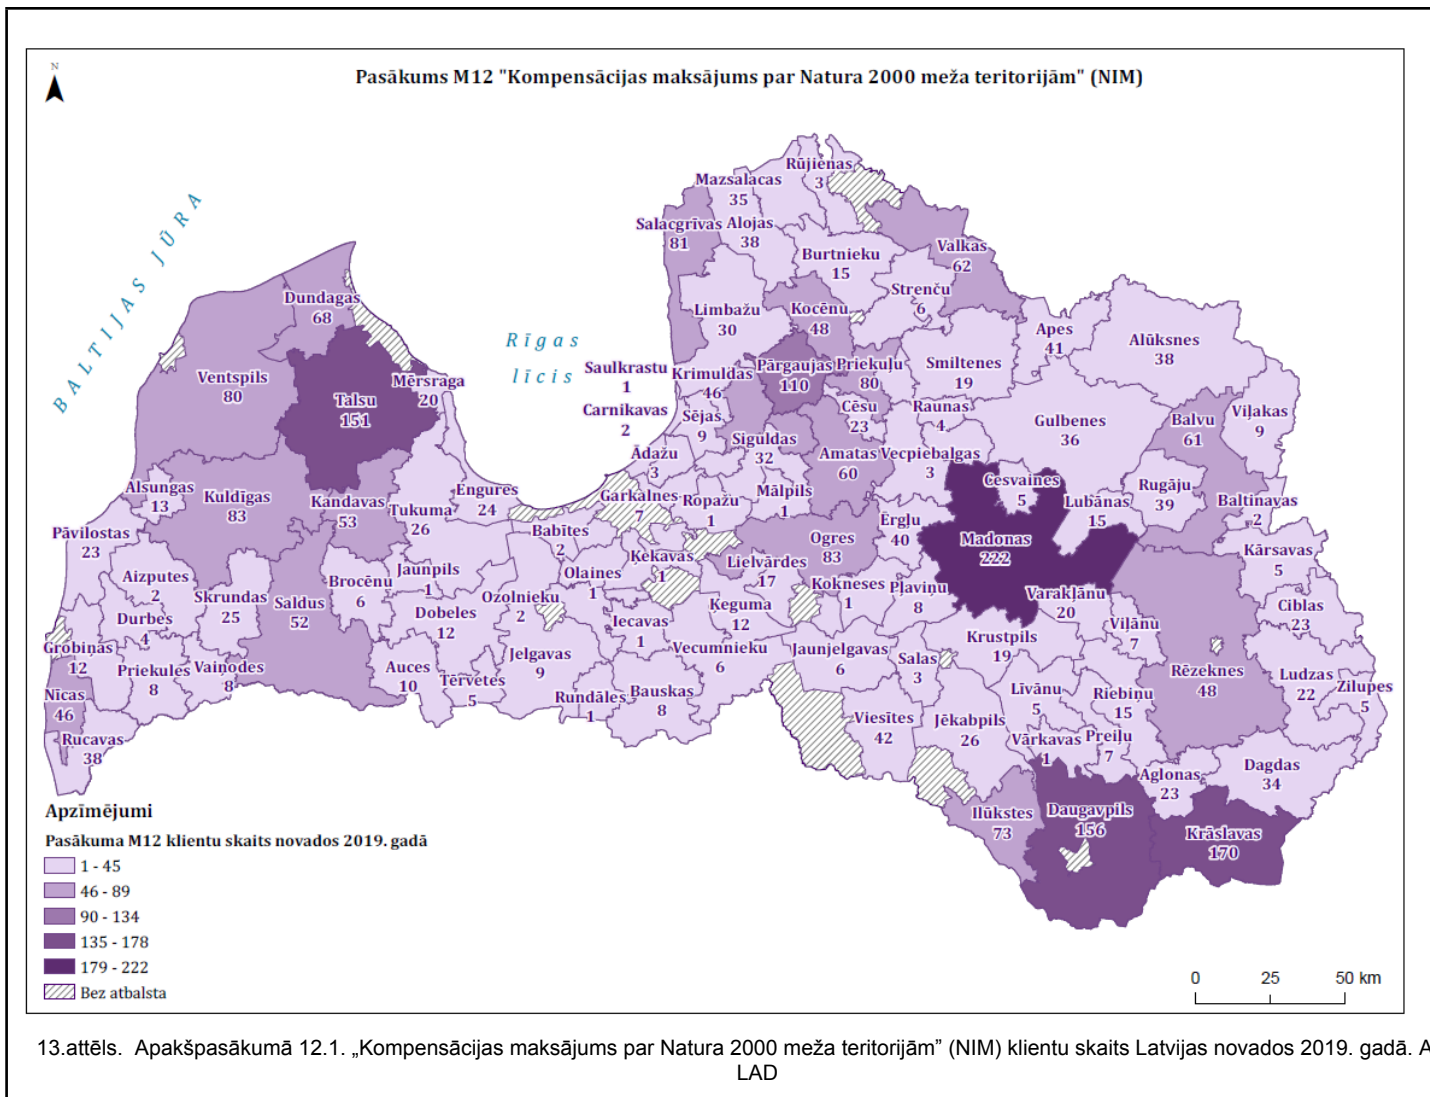 N
Pasākums M12 "Kompensācijas maksājums par Natura 2000 meža teritorijām" (NIM)
BALTIJAS JŪRA
Rīgas
līcis
Rūjienas
3
Mazsalacas
35
Salacgrīvas
81
Alojas
38
Burtnieku
15
Valkas
62
Strenču
6
Dundagas
68
Limbažu
30
Kocēnu
48
Apes
41
Alūksnes
38
Ventspils
80
Mērsraga
20
Talsu
151
Saulkrastu
1
Krimuldas
46
Pārgaujas
110
Priekuļu
80
Smiltenes
19
Carnikavas
2
Sējas
9
Cēsu
23
Raunas
4
Gulbenes
36
Balvu
61
Viļakas
9
Siguldas
32
Amatas
60
Vecpiebalgas
3
Ādažu
3
Alsungas
13
Kuldīgas
83
Kandavas
53
Tukuma
26
Engures
24
Garkalnes
7
Ropažu
1
Mālpils
1
Cesvaines
5
Lubānas
15
Rugāju
39
Baltinavas
2
Pāvilostas
23
Babītes
2
Ķekavas
1
Ogres
83
Ērgļu
40
Madonas
222
Kārsavas
5
Aizputes
2
Skrundas
25
Saldus
52
Brocēnu
6
Jaunpils
1
Olaines
1
Lielvārdes
17
Kokneses
1
Pļaviņu
8
Varakļānu
20
Ciblas
23
Durbes
4
Dobeles
12
Ozolnieku
2
Iecavas
1
Ķeguma
12
Viļānu
7
Grobiņas
12
Priekules
8
Vaiņodes
8
Auces
10
Tērvetes
5
Jelgavas
9
Vecumnieku
6
Jaunjelgavas
6
Salas
3
Krustpils
19
Rēzeknes
48
Ludzas
22
Zilupes
5
Nīcas
46
Rundāles
1
Bauskas
8
Viesītes
42
Jēkabpils
26
Līvānu
5
Riebiņu
15
Rucavas
38
Vārkavas
1
Preiļu
7
Aglonas
23
Dagdas
34
Ilūkstes
73
Daugavpils
156
Krāslavas
170
Apzīmējumi
Pasākuma M12 klientu skaits novados 2019. gadā
1 - 45
46 - 89
90 - 134
135 - 178
179 - 222
Bez atbalsta
0 25 50 km
13.attēls. Apakšpasākumā 12.1. „Kompensācijas maksājums par Natura 2000 meža teritorijām” (NIM) klientu skaits Latvijas novados 2019. gadā. A
LAD